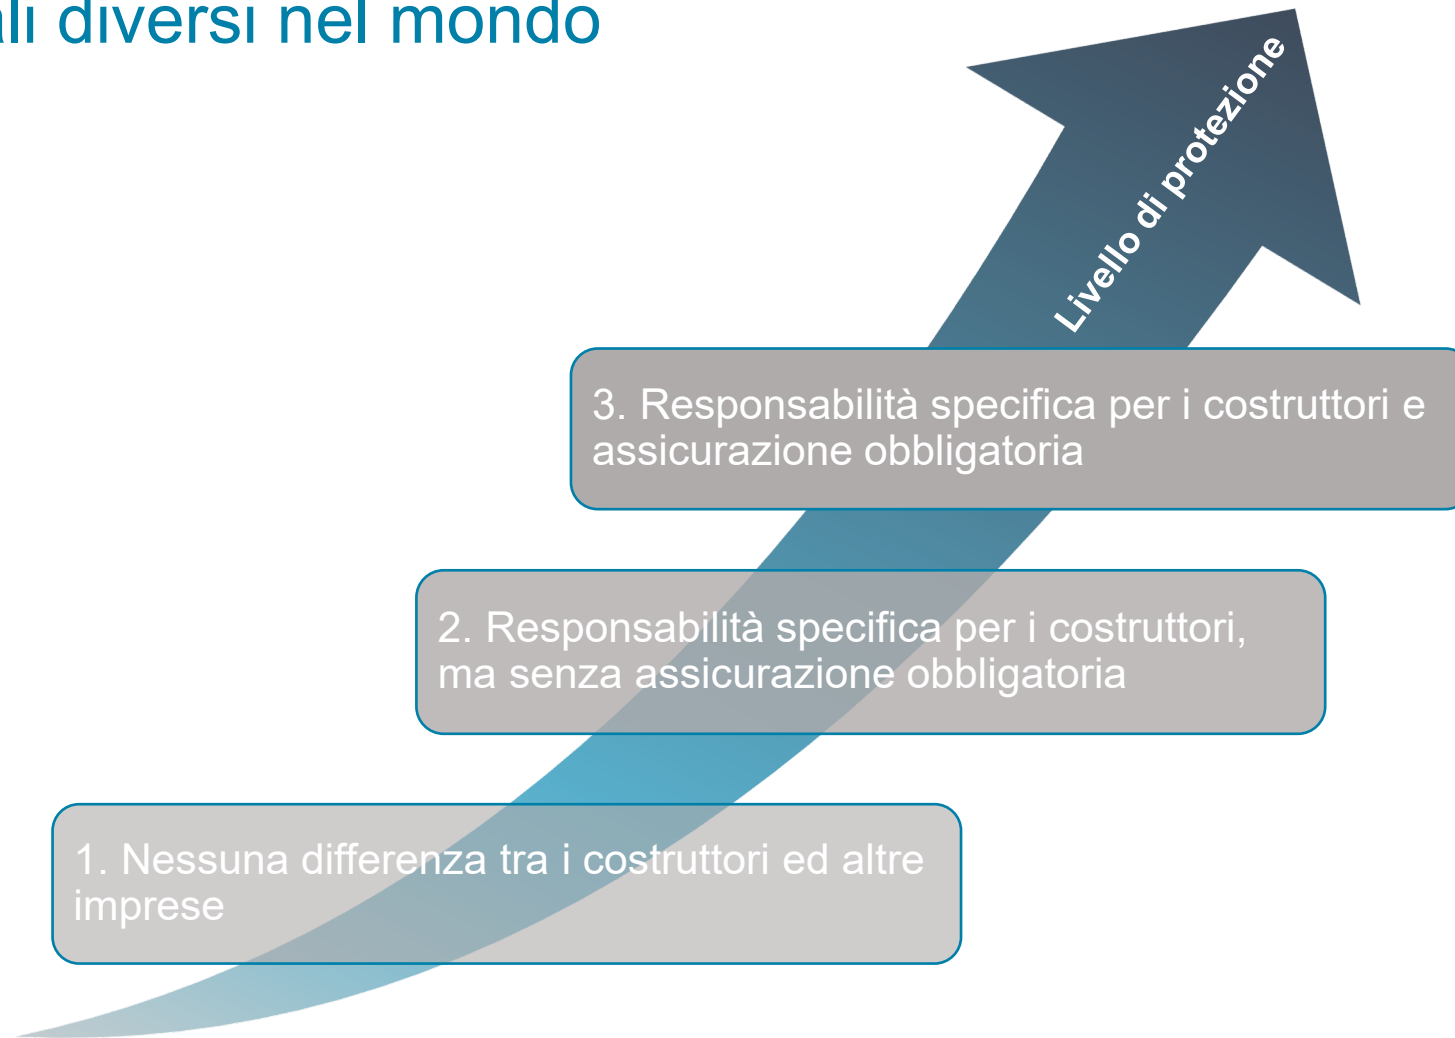 ali diversi nel mondo
Livello di protezione
3. Responsabilità specifica per i costruttori e
assicurazione obbligatoria
2. Responsabilità specifica per i costruttori,
ma senza assicurazione obbligatoria
1. Nessuna differenza tra i costruttori ed altre
imprese